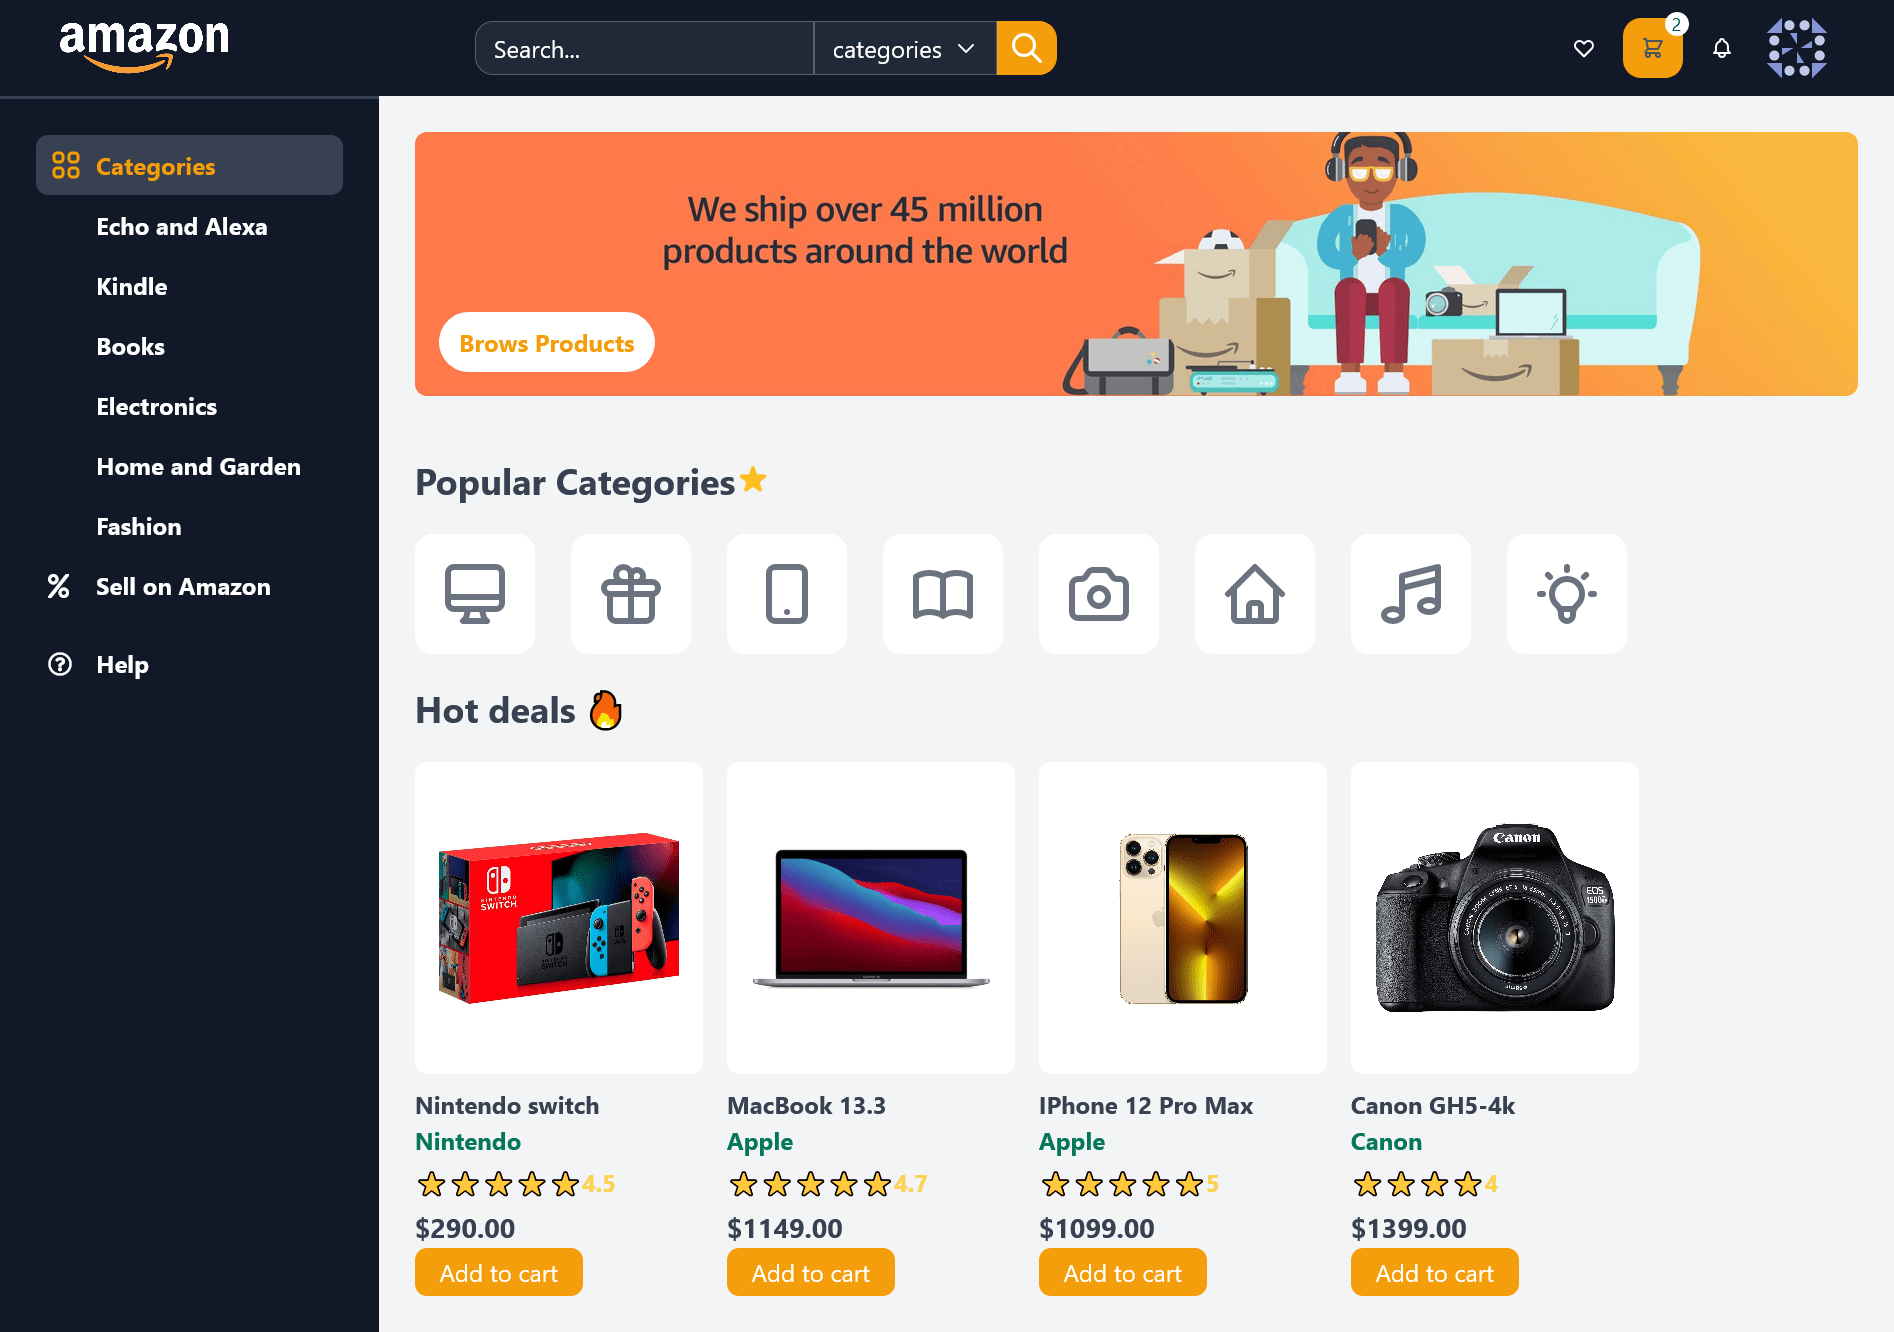 amazon
Search...
categories
2
Categories
Echo and Alexa
Kindle
Books
Electronics
Home and Garden
Fashion
Sell on Amazon
Help
We ship over 45 million
products around the world
Brows Products
Popular Categories
Hot deals
NINTENDO
SWITCH
Canon
EOS
1500D
Nintendo switch
Nintendo
4.5
$290.00
Add to cart
MacBook 13.3
Apple
4.7
$1149.00
Add to cart
IPhone 12 Pro Max
Apple
5
$1099.00
Add to cart
Canon GH5-4k
Canon
4
$1399.00
Add to cart